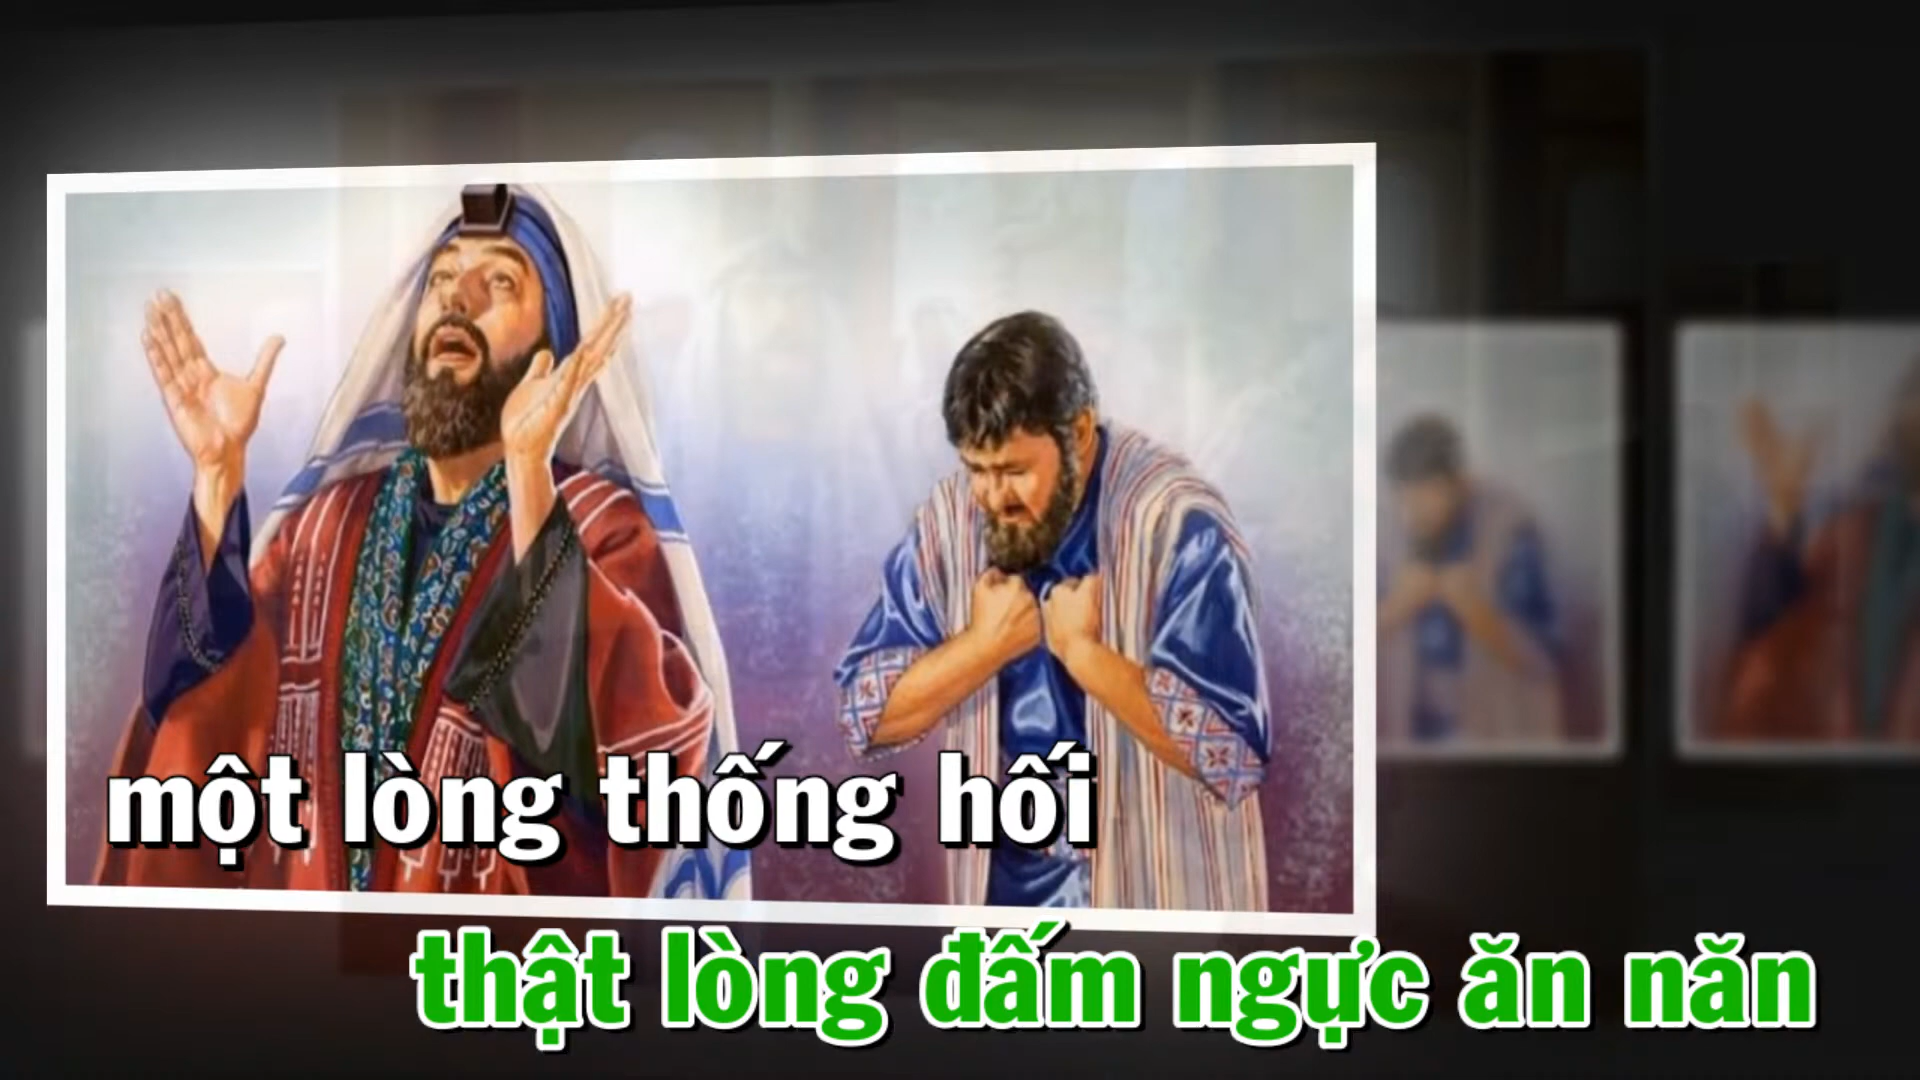 một lòng thống hối
thật lòng đấm ngực ăn năn